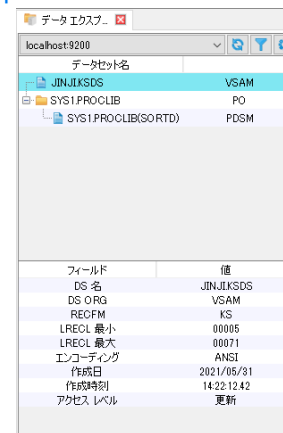 データ エクスプ...
localhost:9200
データセット名
JINJI.KSDS VSAM
SYS1.PROCLIB PO
SYS1.PROCLIB(SORTD) PDSM
フィールド 値
DS 名 JINJI.KSDS
DS ORG VSAM
RECFM KS
LRECL 最小 00005
LRECL 最大 00071
エンコーディング ANSI
作成日 2021/05/31
作成時刻 14:22:12.42
アクセス レベル 更新